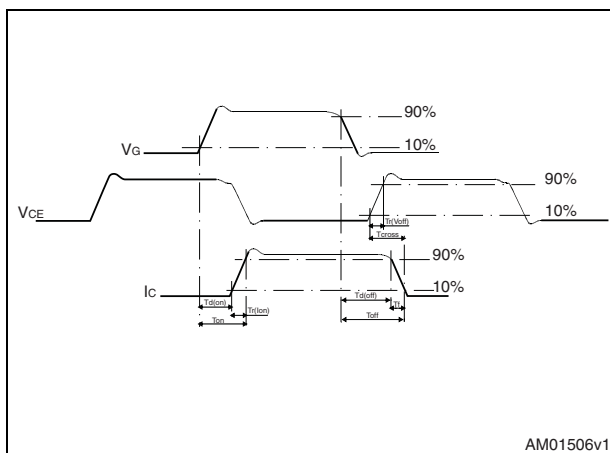 90%
VG
10%
90%
VCE
10%
Tr(Voff)
Tcross
90%
IC
10%
Td(on)
Td(off)
Tf
Tr(Ion)
Ton
Toff
AM01506v1